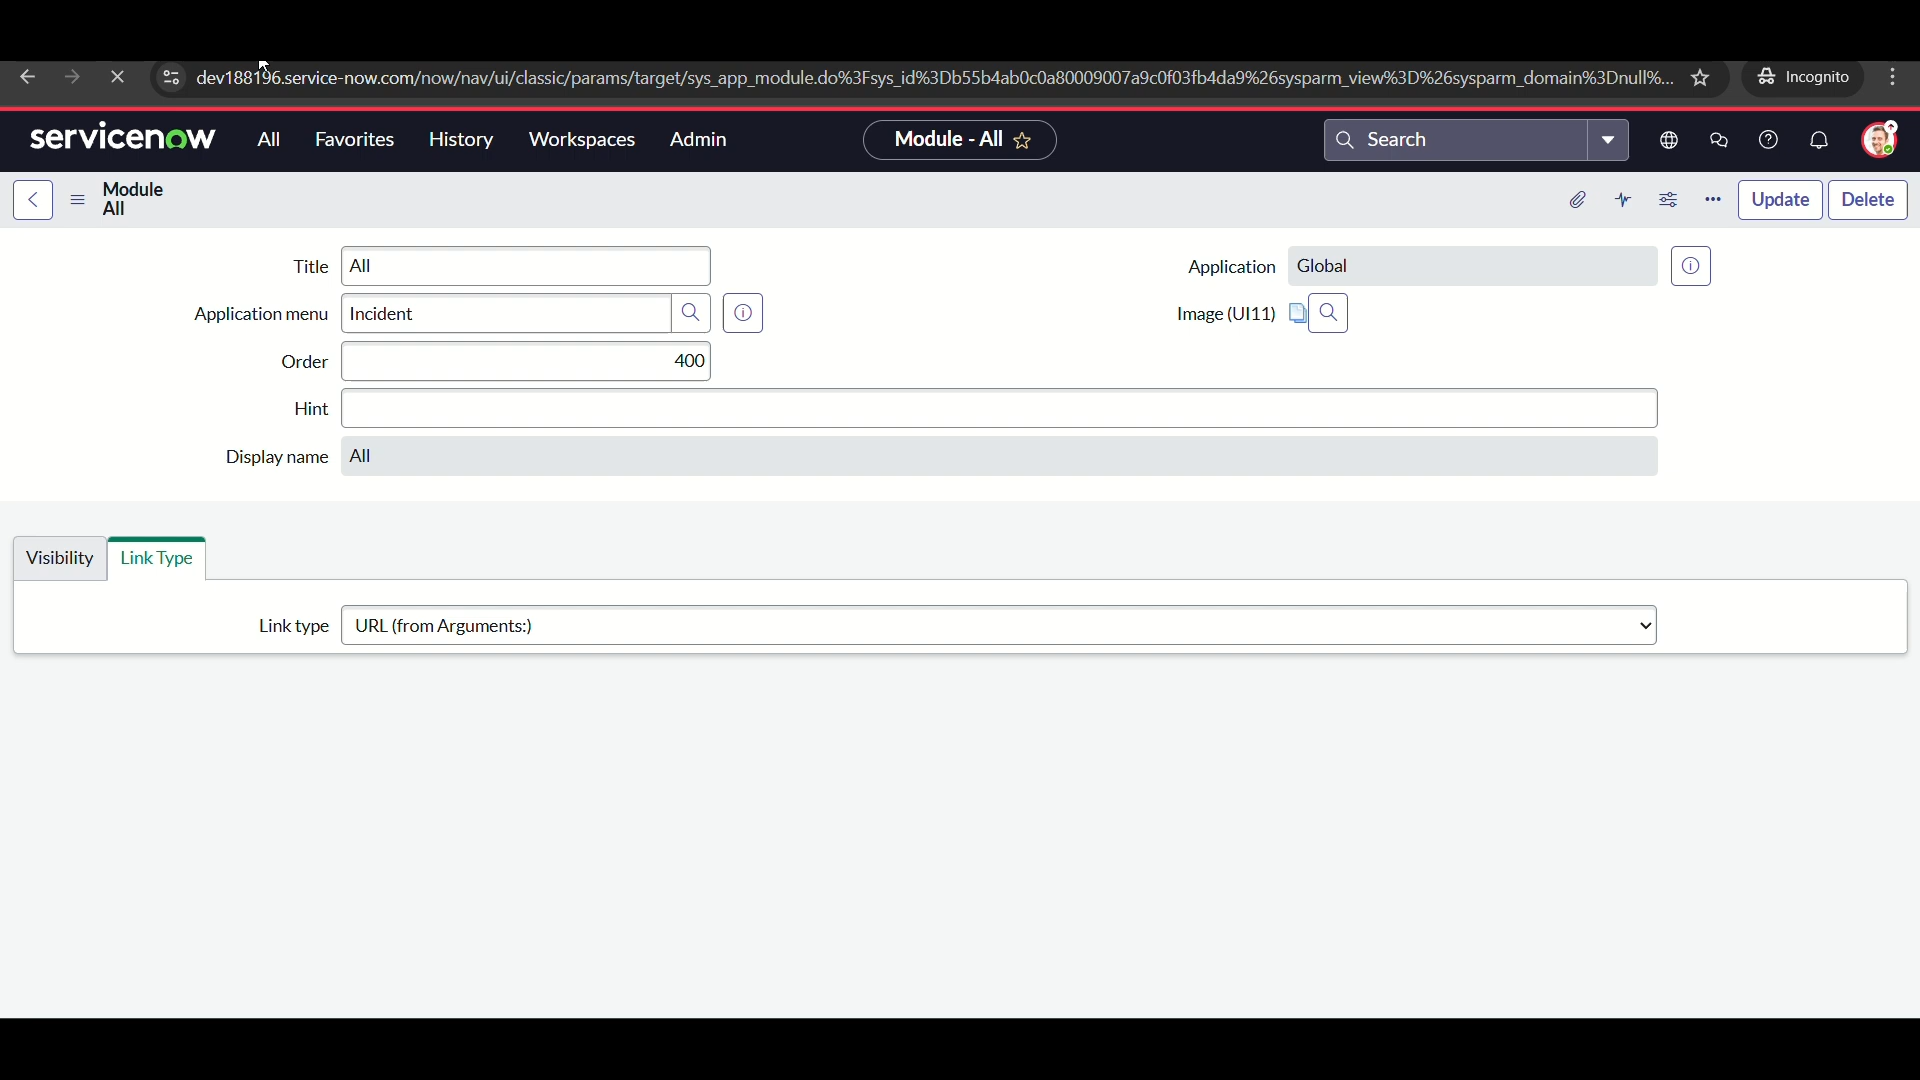 dev188196.service-now.com/now/nav/ui/classic/params/target/sys_app_module.do%3Fsys_id%3Db55b4ab0c0a80009007a9c0f03fb4da9%26sysparm_view%3D%26sysparm_domain%3Dnull%... Incognito
servicenow All Favorites History Workspaces Admin Module - All Search
Module
All
Update Delete
Title All Application Global
Application menu Incident Image (UI11)
Order 400
Hint
Display name All
Visibility Link Type
Link type URL (from Arguments:)